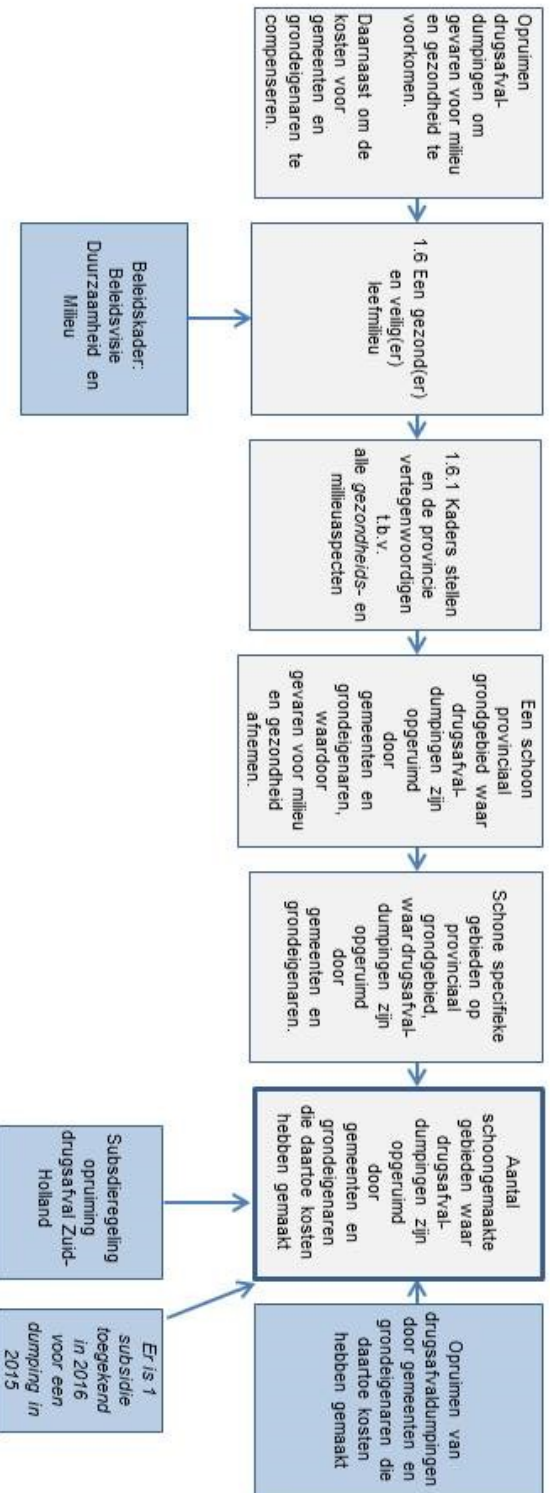 Opruimen
drugsafval-
dumpingen om
gevaren voor milieu
en gezondheid te
voorkomen.
Daarnaast om de
kosten voor
gemeenten en
grondeigenaren te
compenseren.
1.6 Een gezond(er)
en veilig(er)
leefmilieu
Beleidskader:
Beleidsvisie
Duurzaamheid en
Milieu
1.6.1 Kaders stellen
en de provincie
vertegenwoordigen
t.b.v.
alle gezondheids- en
millieuaspecten
Een schoon
provinciaal
grondgebied waar
drugsafval-
dumpingen zijn
opgeruimd
door
gemeenten en
grondeigenaren,
waardoor
gevaren voor milieu
en gezondheid
afnemen.
Schone specifieke
gebieden op
provinciaal
grondgebied,
waar drugsafval-
dumpingen zijn
opgeruimd
door
gemeenten en
grondeigenaren.
Aantal
schoongemaakte
gebieden waar
drugsafval-
dumpingen zijn
opgeruimd
door
gemeenten en
grondeigenaren
die daartoe kosten
hebben gemaakt
Subsdieregeling
opruiming
drugsafval Zuid-
Holland
Er is 1
subsidie
toegekend
in 2016
voor een
dumping in
2015
Opruimen van
drugsafvaldumpingen
door gemeenten en
grondeigenaren die
daartoe kosten
hebben gemaakt